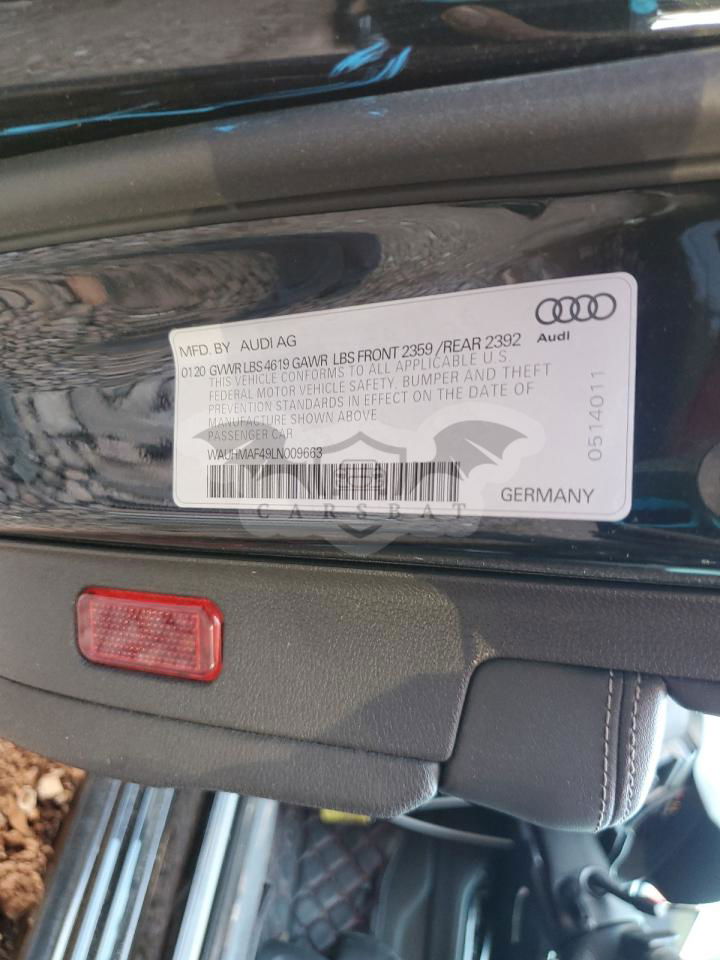 Audi
MFD. BY AUDI AG
01 20 GVWR LBS 4619 GAWR LBS FRONT 2359 / REAR 2392
THIS VEHICLE CONFORMS TO ALL APPLICABLE U.S.
FEDERAL MOTOR VEHICLE SAFETY, BUMPER AND THEFT
PREVENTION STANDARDS IN EFFECT ON THE DATE OF
MANUFACTURE SHOWN ABOVE
PASSENGER CAR
WAUHMAF49LN009663
GERMANY
0514011
CARSBAT